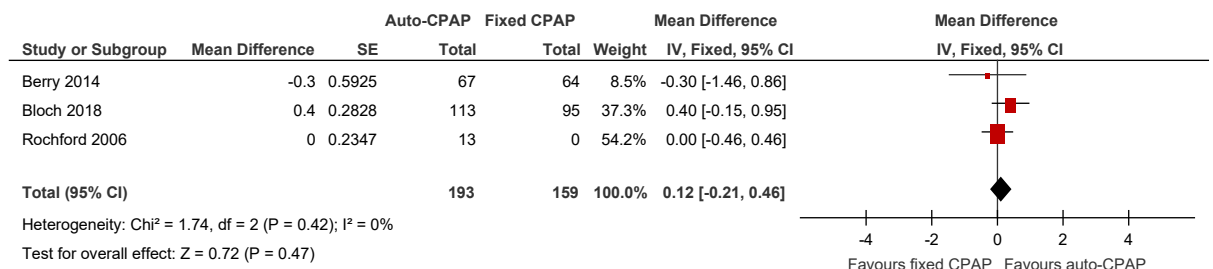 Auto-CPAP Fixed CPAP Mean Difference Mean Difference
Study or Subgroup Mean Difference SE Total Total Weight IV, Fixed, 95% CI IV, Fixed, 95% CI
Berry 2014 -0.3 0.5925 67 64 8.5% -0.30 [-1.46, 0.86]
Bloch 2018 0.4 0.2828 113 95 37.3% 0.40 [-0.15, 0.95]
Rochford 2006 0 0.2347 13 0 54.2% 0.00 [-0.46, 0.46]
Total (95% CI) 193 159 100.0% 0.12 [-0.21, 0.46]
Heterogeneity: Chi² = 1.74, df = 2 (P = 0.42); I² = 0%
Test for overall effect: Z = 0.72 (P = 0.47)
-4 -2 0 2 4
Favours fixed CPAP Favours auto-CPAP